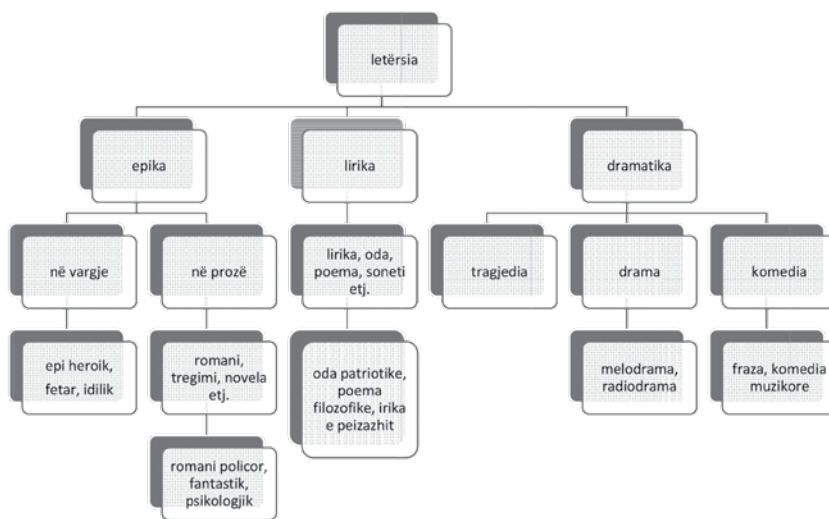 letërsia
epika
lirika
dramatika
në vargje
në prozë
lirika, oda,
poema, soneti
etj.
tragjedia
drama
komedia
epi heroik,
fetar, idilik
romani,
tregimi, novela
etj.
oda patriotike,
poema
filozofike, irika
e peizazhit
melodrama,
radiodrama
fraza, komedia
muzikore
romani policor,
fantastik,
psikologjik